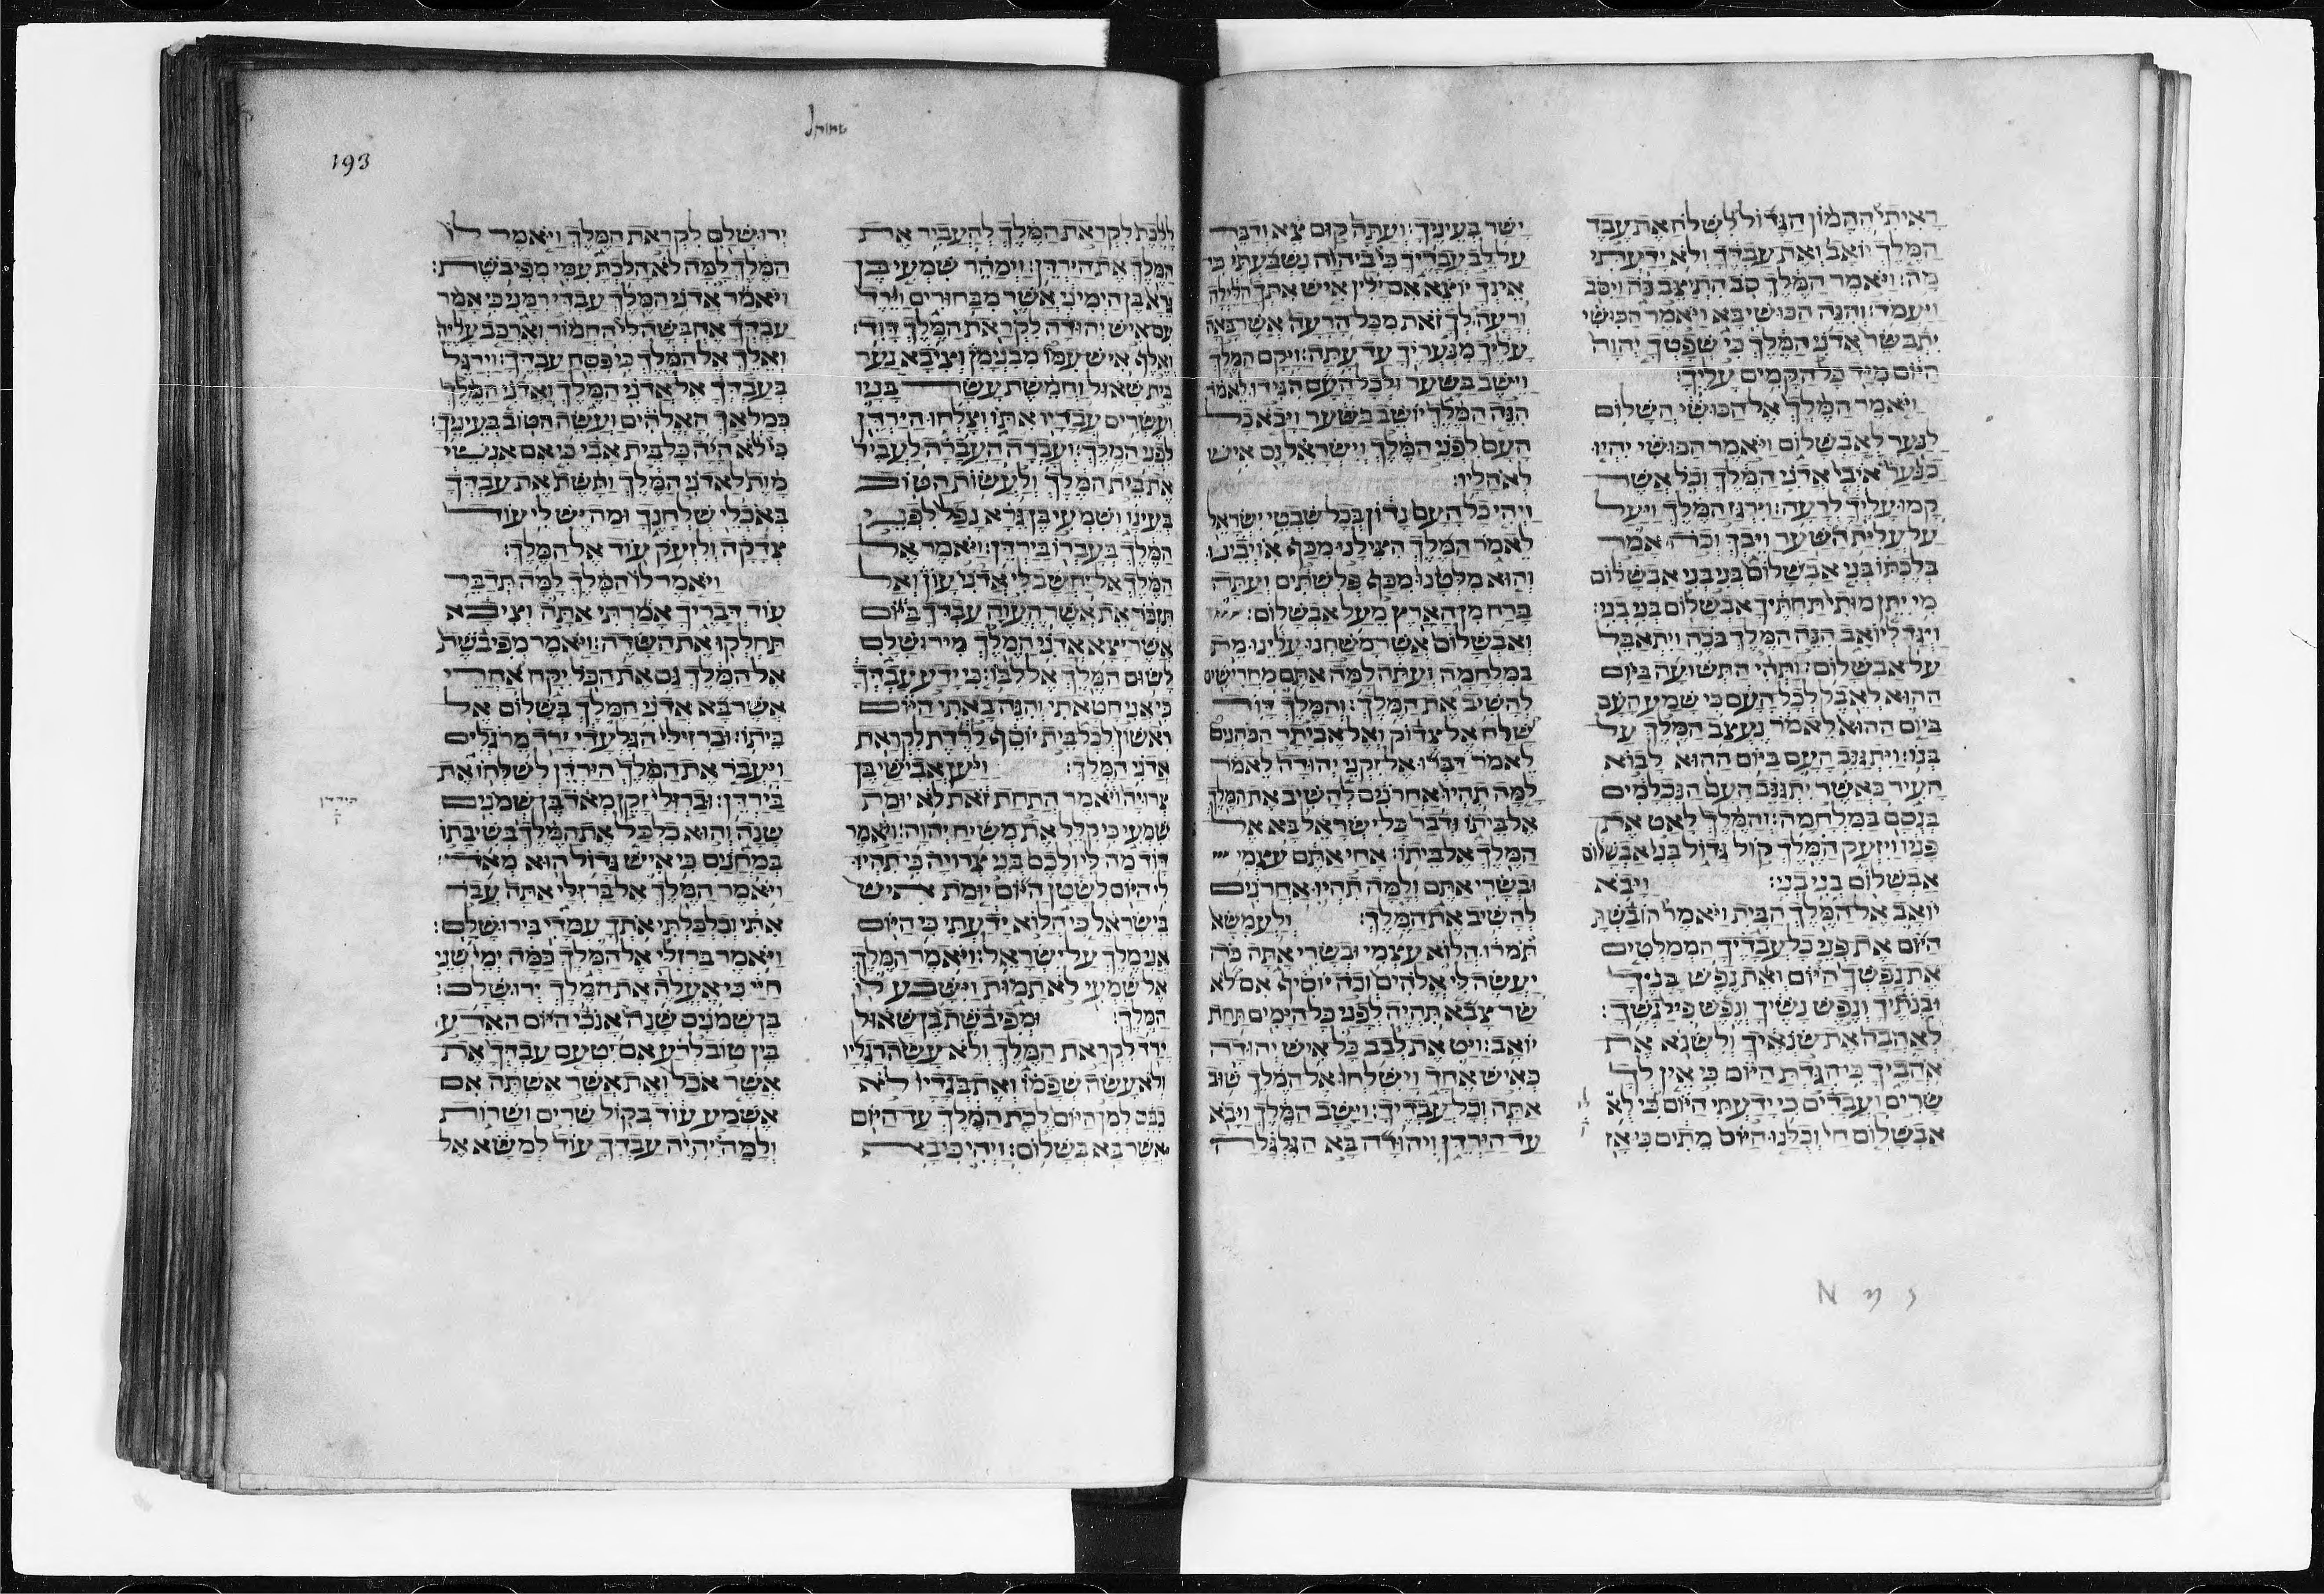 ראיתי ההמון הגדול לשלח את עבד
המלך יואב ואת עבדך ולא ידעתי
מה׃ ויאמר המלך סב התיצב כה ויסב
ויעמד׃ והנה הכושי בא ויאמר הכושי
יתבשר אדני המלך כי שפטך יהוה
היום מיד כל הקמים עליך׃
ויאמר המלך אל הכושי השלום
לנער לאבשלום ויאמר הכושי יהיו
כנער איבי אדני המלך וכל אשר
קמו עליך לרעה׃ וירגז המלך ויעל
על עלית השער ויבך וכה אמר
בלכתו בני אבשלום בני בני אבשלום
מי יתן מותי תחתיך אבשלום בני בני׃
ויגד ליואב הנה המלך בכה ויתאבל
על אבשלום׃ ותהי התשועה ביום
ההוא לאבל לכל העם כי שמע העם
ביום ההוא לאמר נעצב המלך על
בנו׃ ויתגנב העם ביום ההוא לבוא
העיר כאשר יתגנב העם הנכלמים
בנסם במלחמה׃ והמלך לאט את
פניו ויזעק המלך קול גדול בני אבשלום
אבשלום בני בני׃ ויבא
יואב אל המלך הבית ויאמר הובשת
היום את פני כל עבדיך הממלטים
את נפשך היום ואת נפש בניך
ובנתיך ונפש נשיך ונפש פילגשך׃
לאהבה את שנאיך ולשנא את
אהביך כי הגדת היום כי אין לך
שרים ועבדים כי ידעתי היום כי לא
אבשלום חי וכלנו היום מתים כי אז
ישר בעיניך׃ ועתה קום צא ודבר
על לב עבדיך כי ביהוה נשבעתי כי
אינך יוצא אם ילין איש אתך הלילה
ורעה לך זאת מכל הרעה אשר באה
עליך מנעריך עד עתה׃ ויקם המלך
וישב בשער ולכל העם הגידו לאמר
הנה המלך יושב בשער ויבא כל
העם לפני המלך וישראל נס איש
לאהליו׃
ויהי כל העם נדון בכל שבטי ישראל
לאמר המלך הצילנו מכף אויבינו
והוא מלטנו מכף פלשתים ועתה
ברח מן הארץ מעל אבשלום׃
ואבשלום אשר משחנו עלינו מת
במלחמה ועתה למה אתם מחרישים
להשיב את המלך׃ והמלך דוד
שלח אל צדוק ואל אביתר הכהנים
לאמר דברו אל זקני יהודה לאמר
למה תהיו אחרנים להשיב את המלך
אל ביתו ודבר כל ישראל בא אל
המלך אל ביתו׃ אחי אתם עצמי
ובשרי אתם ולמה תהיו אחרנים
להשיב את המלך׃ ולעמשא
תמרו הלוא עצמי ובשרי אתה כה
יעשה לי אלהים וכה יוסיף אם לא
שר צבא תהיה לפני כל הימים תחת
יואב׃ ויט את לבב כל איש יהודה
כאיש אחד וישלחו אל המלך שוב
אתה וכל עבדיך׃ וישב המלך ויבא
עד הירדן ויהודה בא הגלגלה
שמואל
193
ללכת לקראת המלך להעביר את
המלך את הירדן׃ וימהר שמעי בן
גרא בן הימיני אשר מבחורים וירד
עם איש יהודה לקראת המלך דוד׃
ואלף איש עמו מבנימן וציבא נער
בית שאול וחמשת עשר בניו
ועשרים עבדיו אתו וצלחו הירדן
לפני המלך׃ ועברה העברה לעביר
את בית המלך ולעשות הטוב
בעינו ושמעי בן גרא נפל לפני
המלך בעברו בירדן׃ ויאמר אל
המלך אל יחשב לי אדני עון ואל
תזכר את אשר העוה עבדך ביום
אשר יצא אדני המלך מירושלם
לשום המלך אל לבו׃ כי ידע עבדך
כי אני חטאתי והנה באתי היום
ראשון לכל בית יוסף לרדת לקראת
אדני המלך׃ ויען אבישי בן
צרויה ויאמר התחת זאת לא יומת
שמעי כי קלל את משיח יהוה׃ ויאמר
דוד מה לי ולכם בני צרויה כי תהיו
לי היום לשטן היום יומת איש
בישראל כי הלוא ידעתי כי היום
אני מלך על ישראל׃ ויאמר המלך
אל שמעי לא תמות וישבע לו
המלך׃ ומפיבשת בן שאול
ירד לקראת המלך ולא עשה רגליו
ולא עשה שפמו ואת בגדיו לא
כבס למן היום לכת המלך עד היום
אשר בא בשלום׃ ויהי כי בא
ירושלם לקראת המלך ויאמר לו
המלך למה לא הלכת עמי מפיבשת׃
ויאמר אדני המלך עבדי רמני כי אמר
עבדך אחבשה לי החמור וארכב עליה
ואלך אל המלך כי פסח עבדך׃ וירגל
בעבדך אל אדני המלך ואדני המלך
כמלאך האלהים ועשה הטוב בעיניך׃
כי לא היה כל בית אבי כי אם אנשי
מות לאדני המלך ותשת את עבדך
באכלי שלחנך ומה יש לי עוד
צדקה ולזעק עוד אל המלך׃
ויאמר לו המלך למה תדבר
עוד דבריך אמרתי אתה וציבא
תחלקו את השדה׃ ויאמר מפיבשת
אל המלך גם את הכל יקח אחרי
אשר בא אדני המלך בשלום אל
ביתו׃ וברזילי הגלעדי ירד מרגלים
ויעבר את המלך הירדן לשלחו את
בירדן׃ וברזלי זקן מאד בן שמנים
הירדן
ק
שנה והוא כלכל את המלך בשיבתו
במחנים כי איש גדול הוא מאד׃
ויאמר המלך אל ברזלי אתה עבר
אתי וכלכלתי אתך עמדי בירושלם׃
ויאמר ברזלי אל המלך כמה ימי שני
חיי כי אעלה את המלך ירושלם׃
בן שמנים שנה אנכי היום האדע
בין טוב לרע אם יטעם עבדך את
אשר אכל ואת אשר אשתה אם
אשמע עוד בקול שרים ושרות
ולמה יהיה עבדך עוד למשא אל